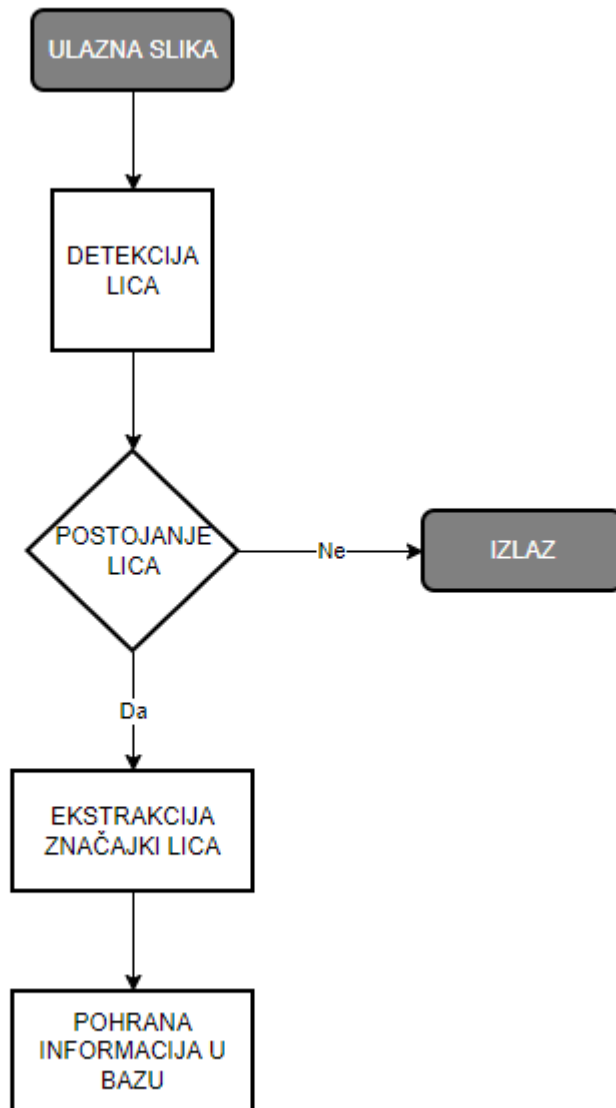 ULAZNA SLIKA
DETEKCIJA
LICA
POSTOJANJE
LICA
Ne
IZLAZ
Da
EKSTRAKCIJA
ZNAČAJKI LICA
POHRANA
INFORMACIJA U
BAZU